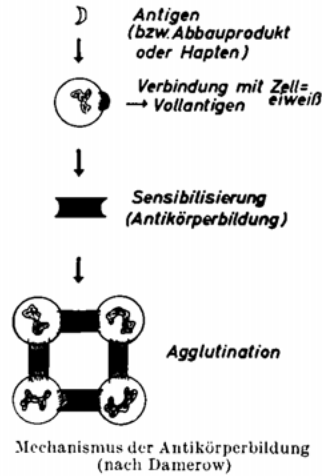 Antigen
(bzw. Abbauprodukt
oder Hapten)
Verbindung mit Zell=
eiweiß
→ Vollantigen
Sensibilisierung
(Antikörperbildung)
Agglutination
Mechanismus der Antikörperbildung
(nach Damerow)